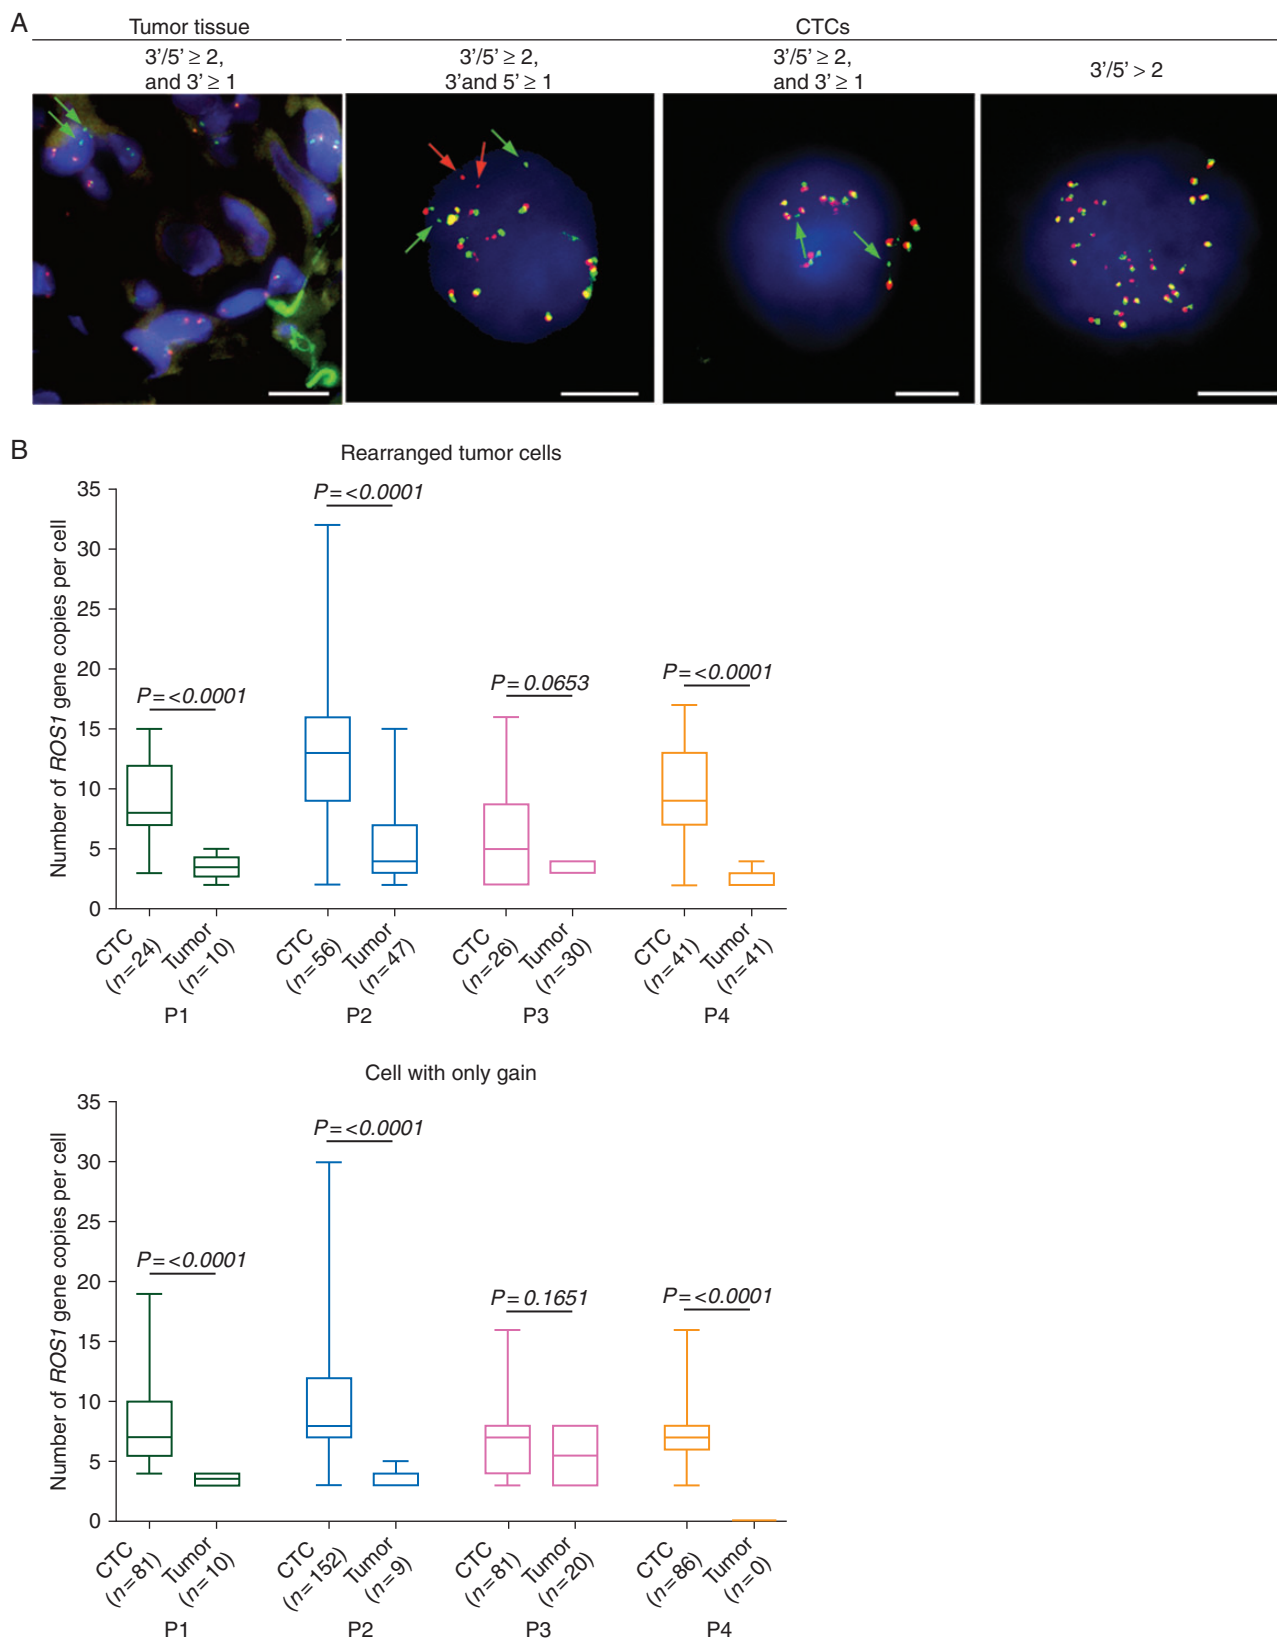 A
Tumor tissue
CTCs
3'/5' ≥ 2,
and 3' ≥ 1
3'/5' ≥ 2,
3'and 5' ≥ 1
3'/5' ≥ 2,
and 3' ≥ 1
3'/5' > 2
B
Rearranged tumor cells
Number of ROS1 gene copies per cell
35
30
25
20
15
10
5
0
P=<0.0001
P=<0.0001
P=0.0653
P=<0.0001
CTC
(n=24)
Tumor
(n=10)
CTC
(n=56)
Tumor
(n=47)
CTC
(n=26)
Tumor
(n=30)
CTC
(n=41)
Tumor
(n=41)
P1
P2
P3
P4
Cell with only gain
Number of ROS1 gene copies per cell
35
30
25
20
15
10
5
0
P=<0.0001
P=<0.0001
P=0.1651
P=<0.0001
CTC
(n=81)
Tumor
(n=10)
CTC
(n=152)
Tumor
(n=9)
CTC
(n=81)
Tumor
(n=20)
CTC
(n=86)
Tumor
(n=0)
P1
P2
P3
P4